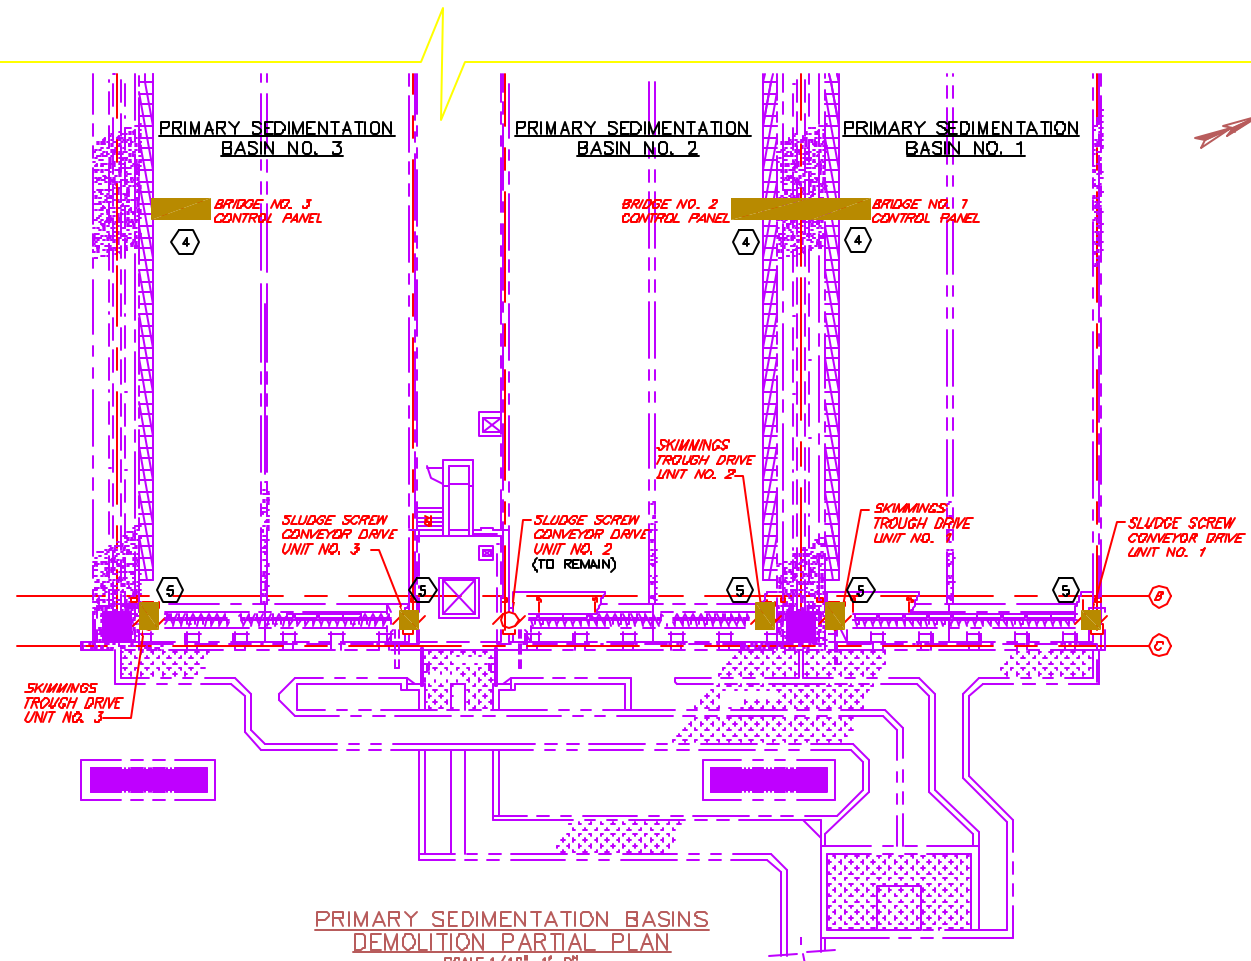 PRIMARY SEDIMENTATION
BASIN NO. 3
PRIMARY SEDIMENTATION
BASIN NO. 2
PRIMARY SEDIMENTATION
BASIN NO. 1
BRIDGE NO. 3
CONTROL PANEL
BRIDGE NO. 2
CONTROL PANEL
BRIDGE NO. 1
CONTROL PANEL
4
4
4
SKIMMINGS
TROUGH DRIVE
UNIT NO. 2
SLUDGE SCREW
CONVEYOR DRIVE
UNIT NO. 3
SLUDGE SCREW
CONVEYOR DRIVE
UNIT NO. 2
(TO REMAIN)
SKIMMINGS
TROUGH DRIVE
UNIT NO.
SLUDGE SCREW
CONVEYOR DRIVE
UNIT NO. 1
5
5
5
5
5
B
C
SKIMMINGS
TROUGH DRIVE
UNIT NO. 3
PRIMARY SEDIMENTATION BASINS
DEMOLITION PARTIAL PLAN